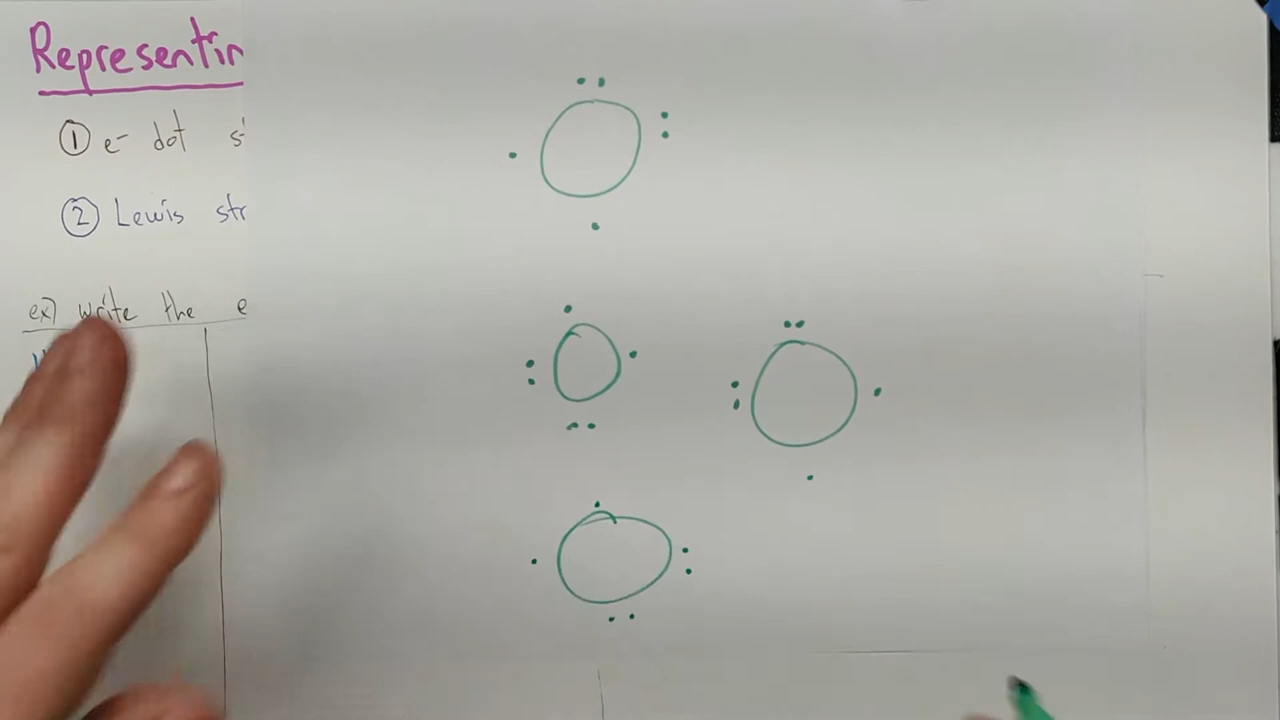 Representin
① e- dot s
② Lewis str
ex) write the e